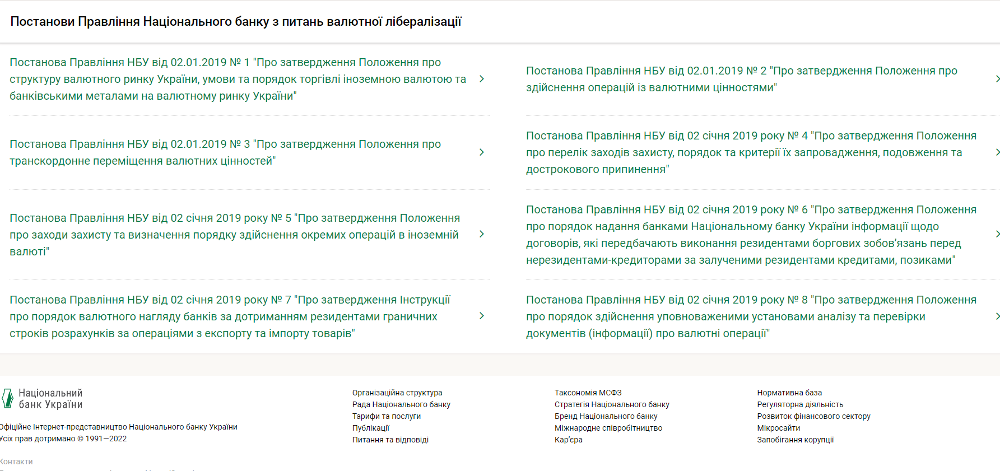 Постанови Правління Національного банку з питань валютної лібералізації
Постанова Правління НБУ від 02.01.2019 № 1 "Про затвердження Положення про
структуру валютного ринку України, умови та порядок торгівлі іноземною валютою та
банківськими металами на валютному ринку України"
Постанова Правління НБУ від 02.01.2019 № 2 "Про затвердження Положення про
здійснення операцій із валютними цінностями"
Постанова Правління НБУ від 02.01.2019 № 3 "Про затвердження Положення про
транскордонне переміщення валютних цінностей"
Постанова Правління НБУ від 02 січня 2019 року № 4 "Про затвердження Положення
про перелік заходів захисту, порядок та критерії їх запровадження, подовження та
дострокового припинення"
Постанова Правління НБУ від 02 січня 2019 року № 5 "Про затвердження Положення
про заходи захисту та визначення порядку здійснення окремих операцій в іноземній
валюті"
Постанова Правління НБУ від 02 січня 2019 року № 6 "Про затвердження Положення
про порядок надання банками Національному банку України інформації щодо
договорів, які передбачають виконання резидентами боргових зобов’язань перед
нерезидентами-кредиторами за залученими резидентами кредитами, позиками"
Постанова Правління НБУ від 02 січня 2019 року № 7 "Про затвердження Інструкції
про порядок валютного нагляду банків за дотриманням резидентами граничних
строків розрахунків за операціями з експорту та імпорту товарів"
Постанова Правління НБУ від 02 січня 2019 року № 8 "Про затвердження Положення
про порядок здійснення уповноваженими установами аналізу та перевірки
документів (інформації) про валютні операції"
Національний
банк України
Офіційне Інтернет-представництво Національного банку України
Усіх прав дотримано © 1991—2022
Контакти
Організаційна структура
Рада Національного банку
Тарифи та послуги
Публікації
Питання та відповіді
Таксономія МСФЗ
Стратегія Національного банку
Бренд Національного банку
Міжнародне співробітництво
Кар’єра
Нормативна база
Регуляторна діяльність
Розвиток фінансового сектору
Мікросайти
Запобігання корупції